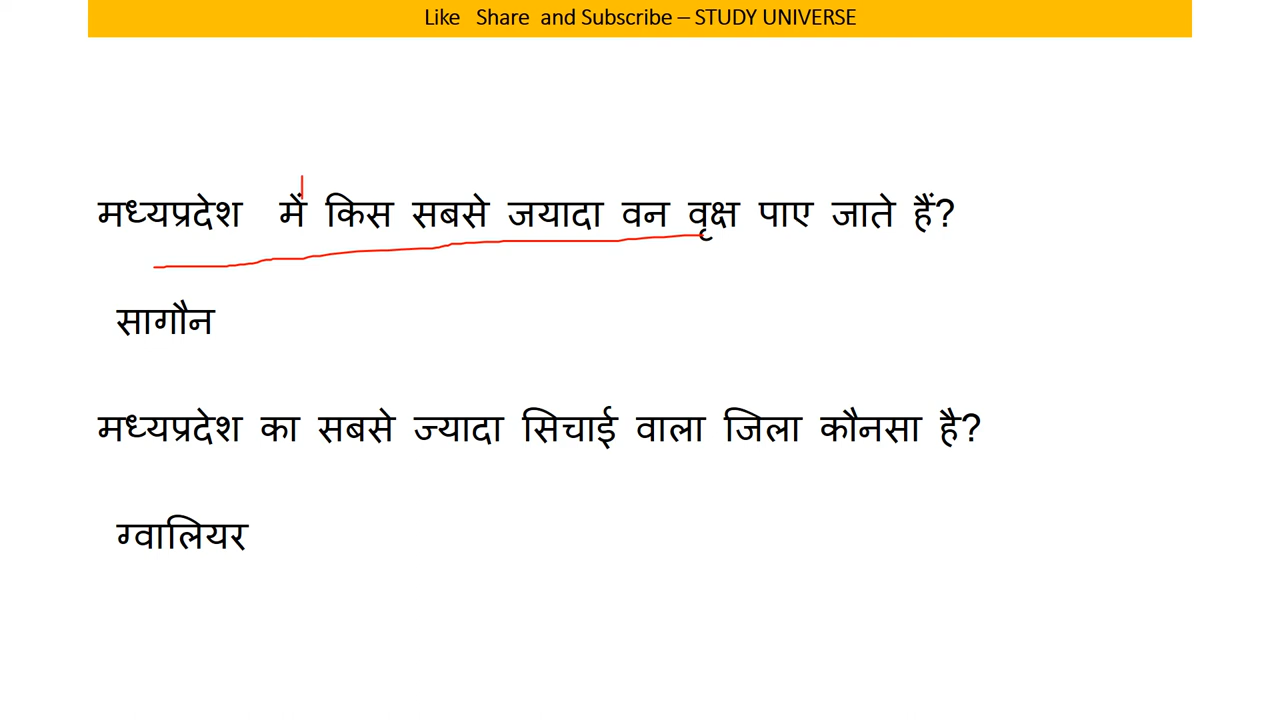 Like Share and Subscribe – STUDY UNIVERSE
मध्यप्रदेश में किस सबसे जयादा वन वृक्ष पाए जाते हैं?
सागौन
मध्यप्रदेश का सबसे ज्यादा सिचाई वाला जिला कौनसा है?
ग्वालियर